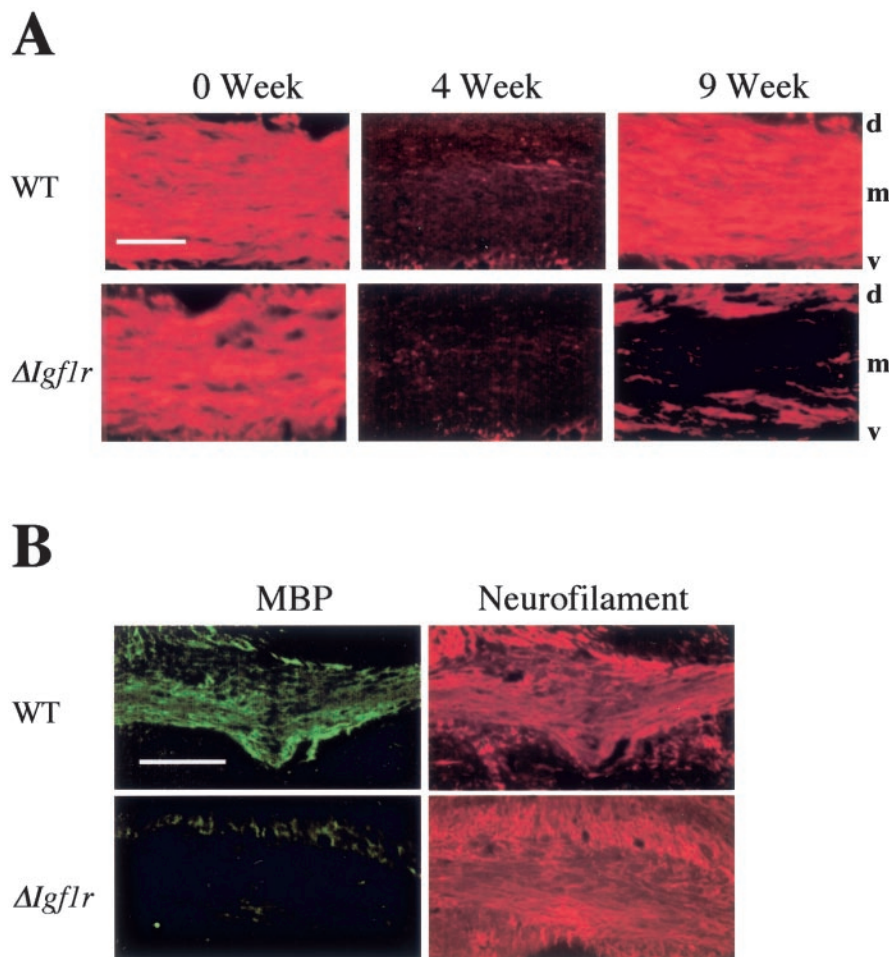 A
0 Week 4 Week 9 Week
WT
d
m
v
ΔIgf1r
d
m
v
B
MBP Neurofilament
WT
ΔIgf1r